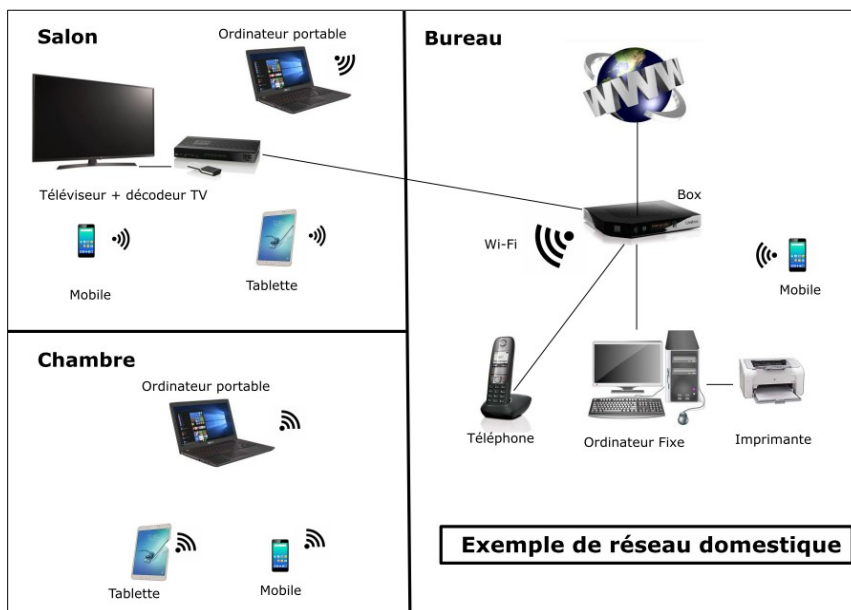 Salon
Ordinateur portable
Téléviseur + décodeur TV
Mobile
Tablette
Chambre
Ordinateur portable
Tablette
Mobile
Bureau
WWW
Box
Wi-Fi
Mobile
Téléphone
Ordinateur Fixe
Imprimante
Exemple de réseau domestique